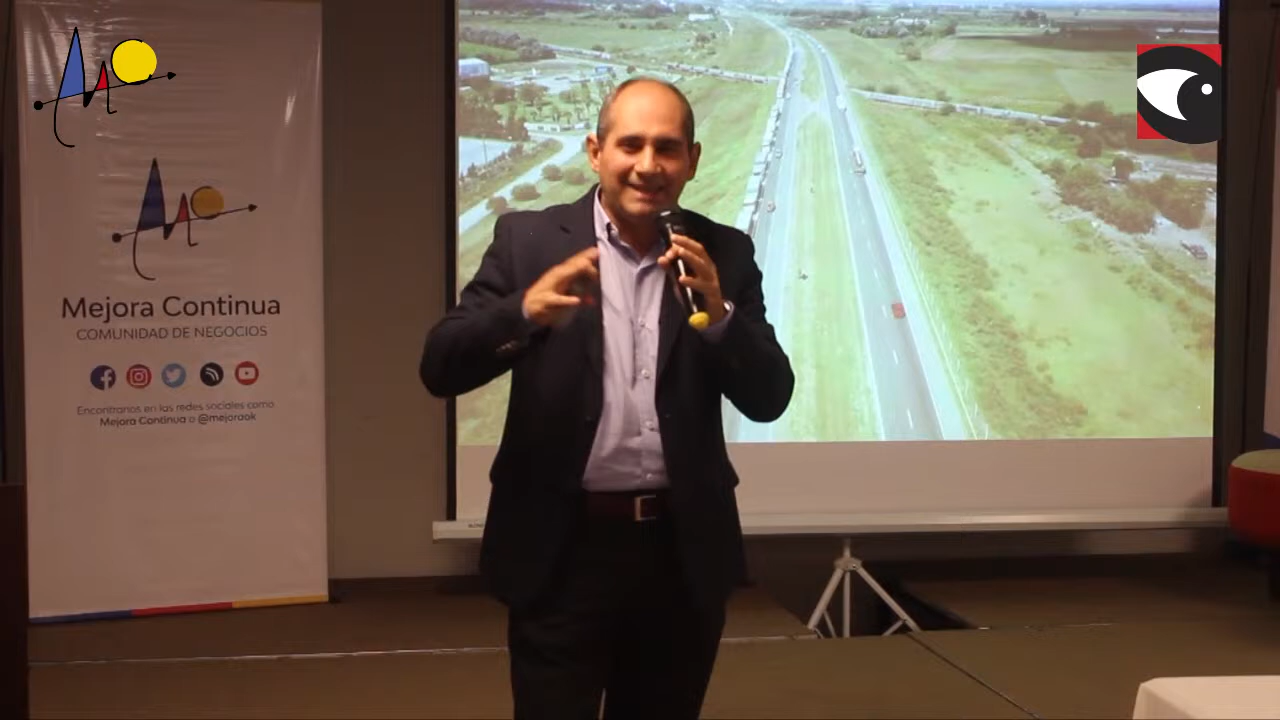 Mejora Continua
COMUNIDAD DE NEGOCIOS
Encontranos en las redes sociales como
Mejora Continua o @mejoraok